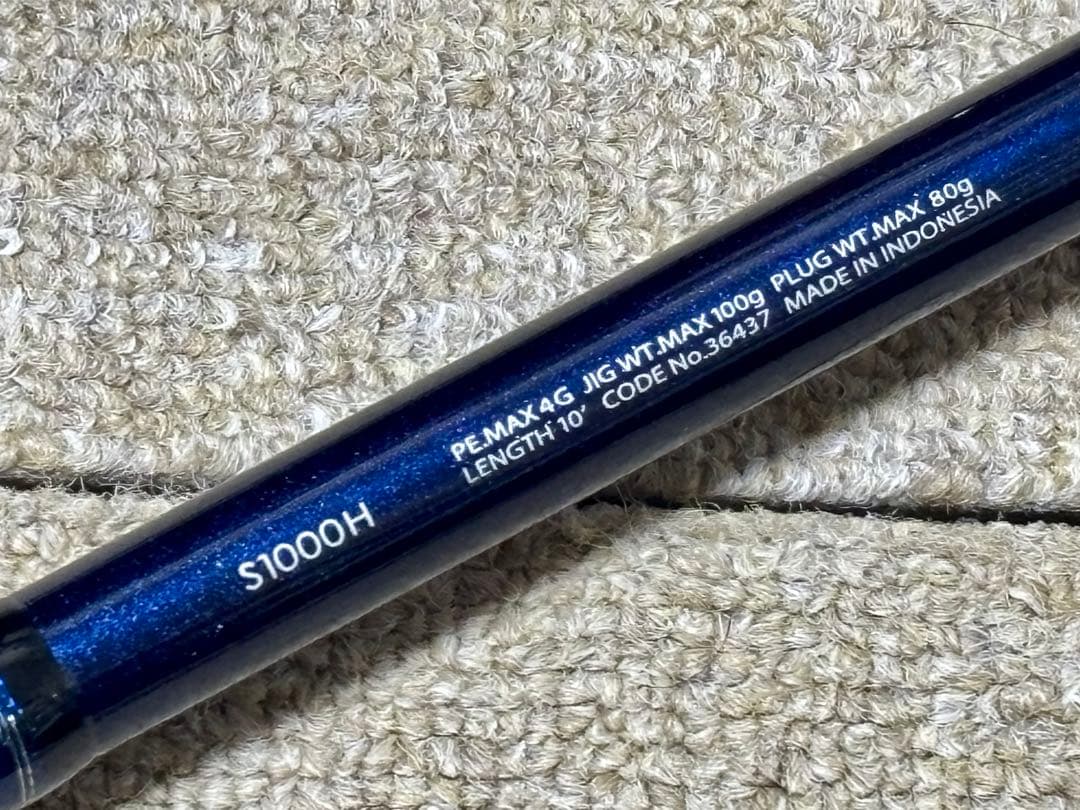 S1000H
PE.MAX 4G JIG WT.MAX 100g PLUG WT.MAX 80g
LENGTH 10' CODE No.36437 MADE IN INDONESIA